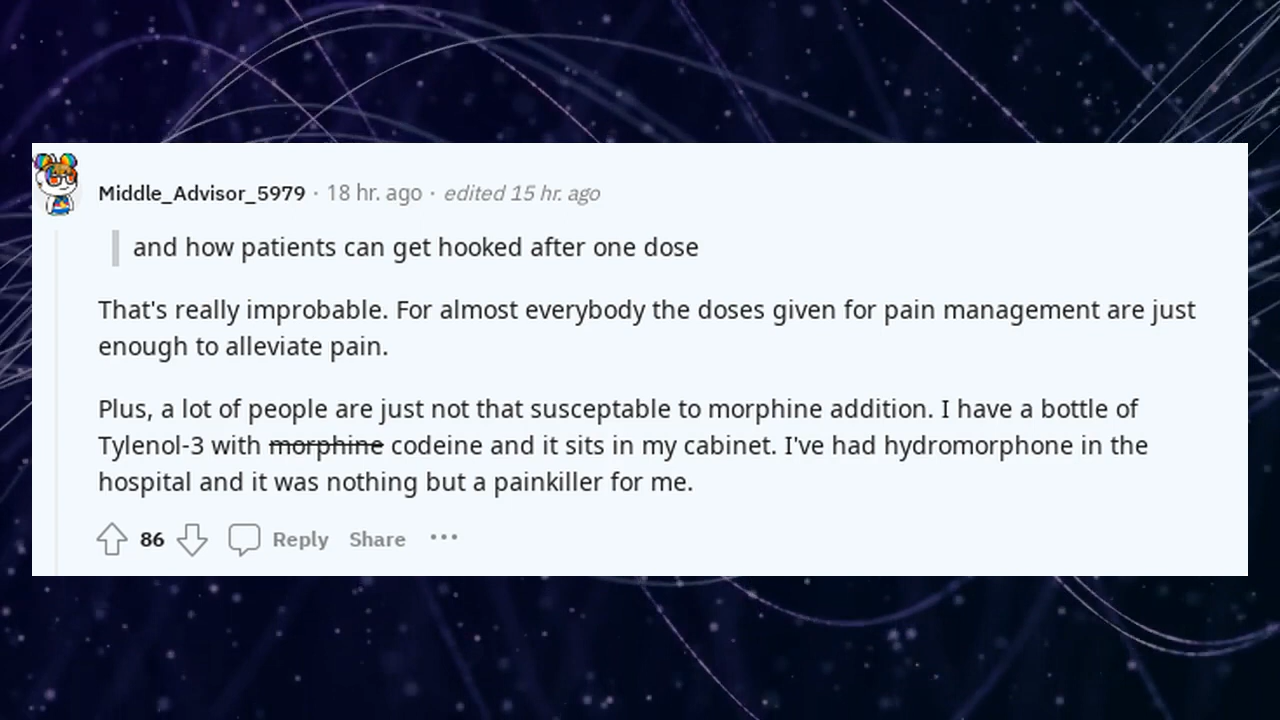 Middle_Advisor_5979 · 18 hr. ago · edited 15 hr. ago
and how patients can get hooked after one dose
That's really improbable. For almost everybody the doses given for pain management are just
enough to alleviate pain.
Plus, a lot of people are just not that susceptable to morphine addition. I have a bottle of
Tylenol-3 with morphine codeine and it sits in my cabinet. I've had hydromorphone in the
hospital and it was nothing but a painkiller for me.
86 Reply Share ···